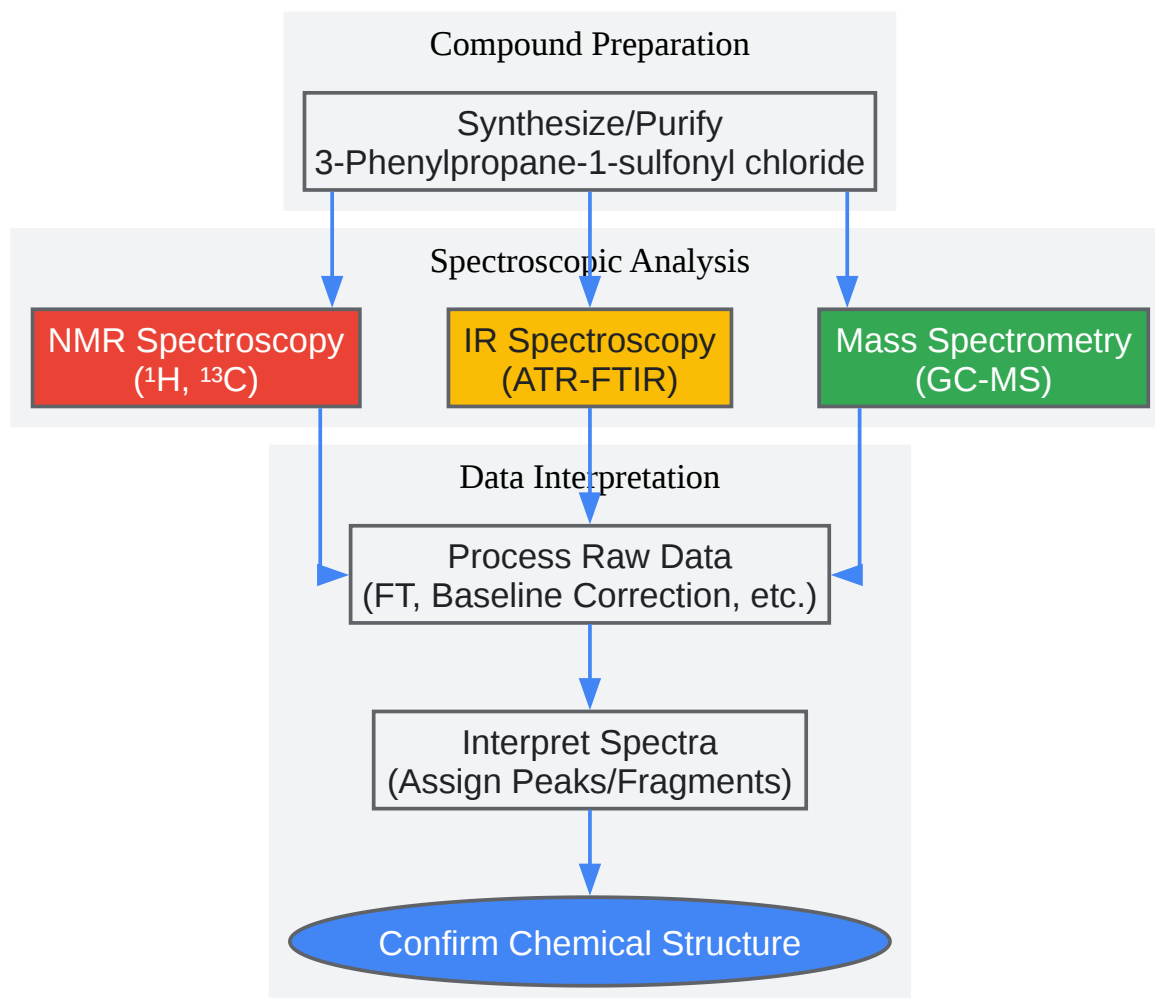 Compound Preparation
Synthesize/Purify
3-Phenylpropane-1-sulfonyl chloride
Spectroscopic Analysis
NMR Spectroscopy
(¹H, ¹³C)
IR Spectroscopy
(ATR-FTIR)
Mass Spectrometry
(GC-MS)
Data Interpretation
Process Raw Data
(FT, Baseline Correction, etc.)
Interpret Spectra
(Assign Peaks/Fragments)
Confirm Chemical Structure